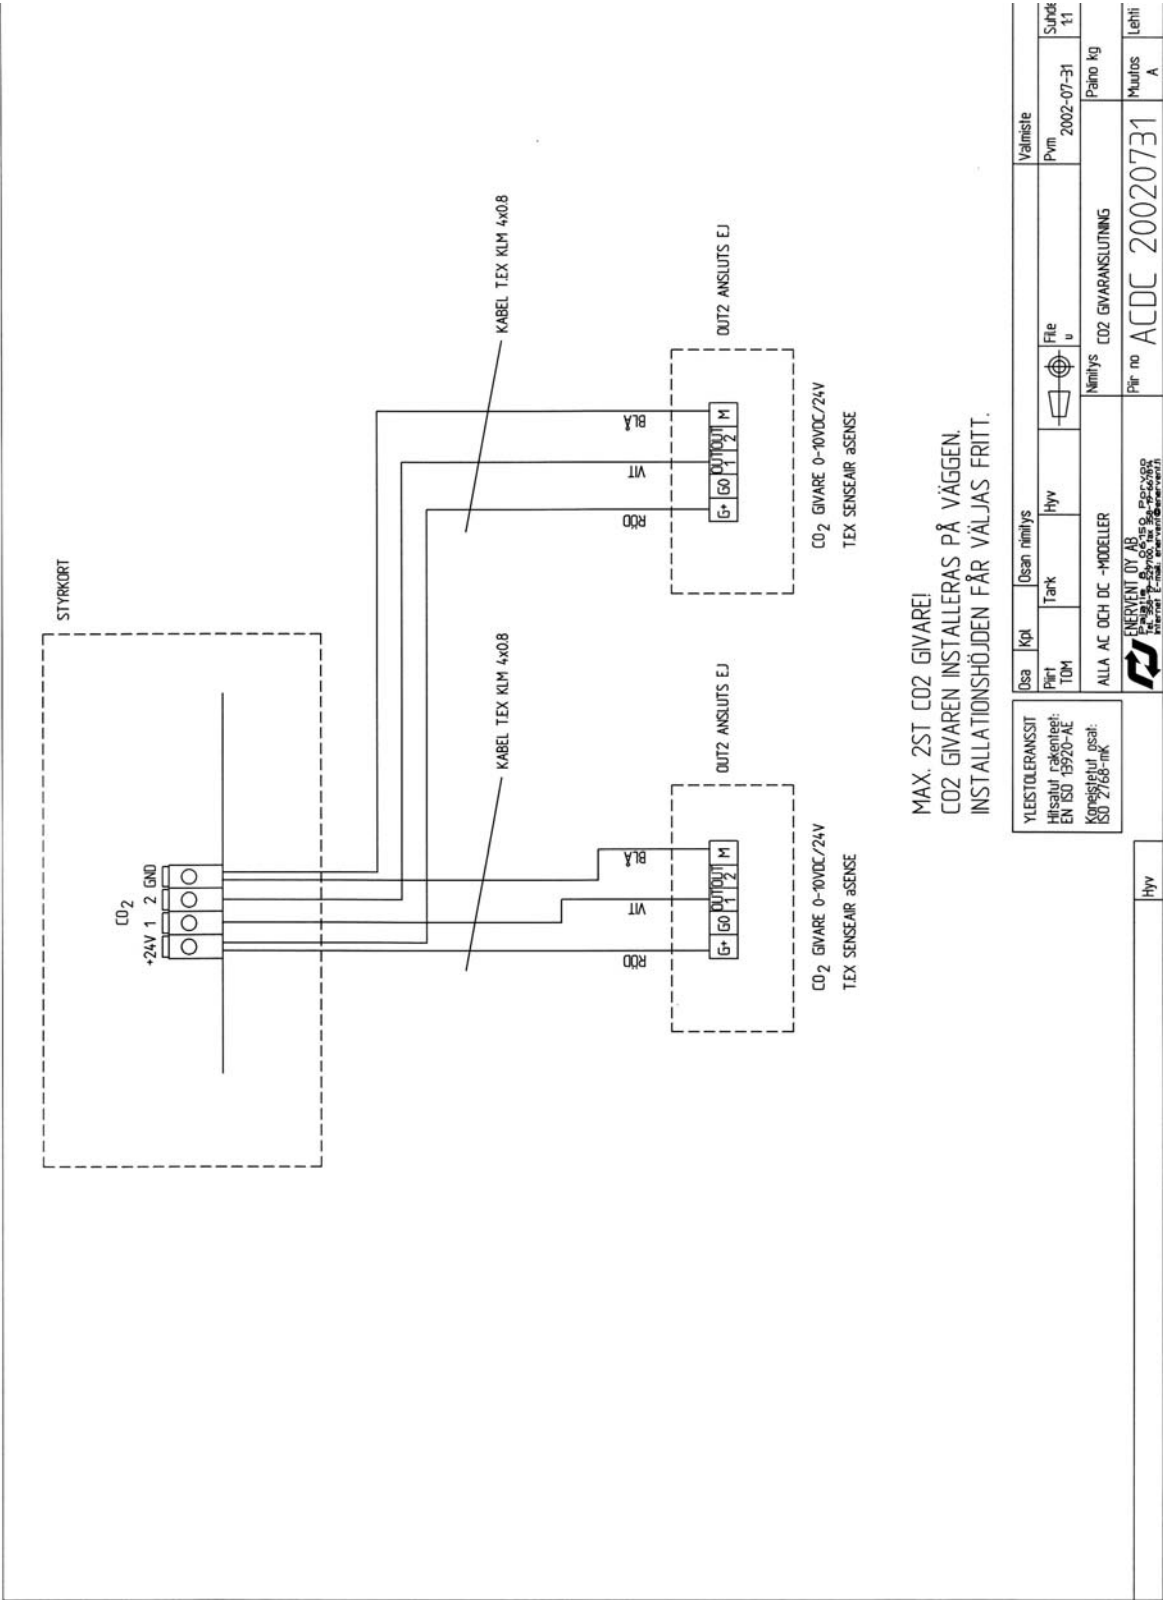 STYRKORT
CO2
+24V 1 2 GND
KABEL T.EX KLM 4x0.8
KABEL T.EX KLM 4x0.8
RÖD
VIT
BLÅ
RÖD
VIT
BLÅ
G+ G0 OUT 1 OUT 2 M
G+ G0 OUT 1 OUT 2 M
OUT2 ANSLUTS EJ
OUT2 ANSLUTS EJ
CO2 GIVARE 0-10VDC/24V
T.EX SENSEAIR aSENSE
CO2 GIVARE 0-10VDC/24V
T.EX SENSEAIR aSENSE
MAX. 2ST CO2 GIVARE!
CO2 GIVAREN INSTALLERAS PÅ VÄGGEN.
INSTALLATIONSHÖJDEN FÅR VÄLJAS FRITT.
YLEISTOLERANSSIT
Hitsatut rakenteet:
EN ISO 13920-AE
Koneistetut osat:
ISO 2768-mK
Hyv
Osa Kpl Osan nimitys Valmiste
Piirt Tark Hyv File Pvm
TOM u 2002-07-31 1:1
ALLA AC OCH DC -MODELLER
Nimitys CO2 GIVARANSLUTNING
Paino kg
ENERVENT OY AB
Piir no ACDC 20020731
Muutos Lehti
A